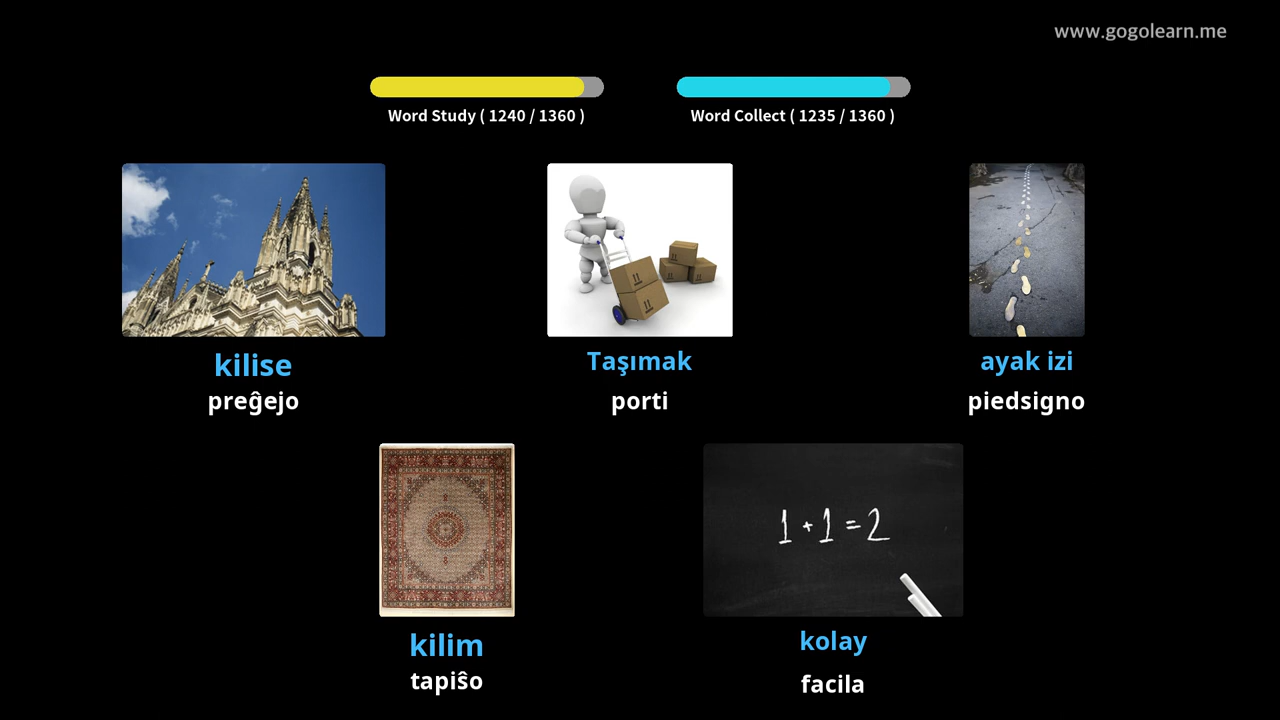 www.gogolearn.me
Word Study ( 1240 / 1360 )
Word Collect ( 1235 / 1360 )
kilise
preĝejo
Taşımak
porti
ayak izi
piedsigno
1 + 1 = 2
kilim
tapiŝo
kolay
facila